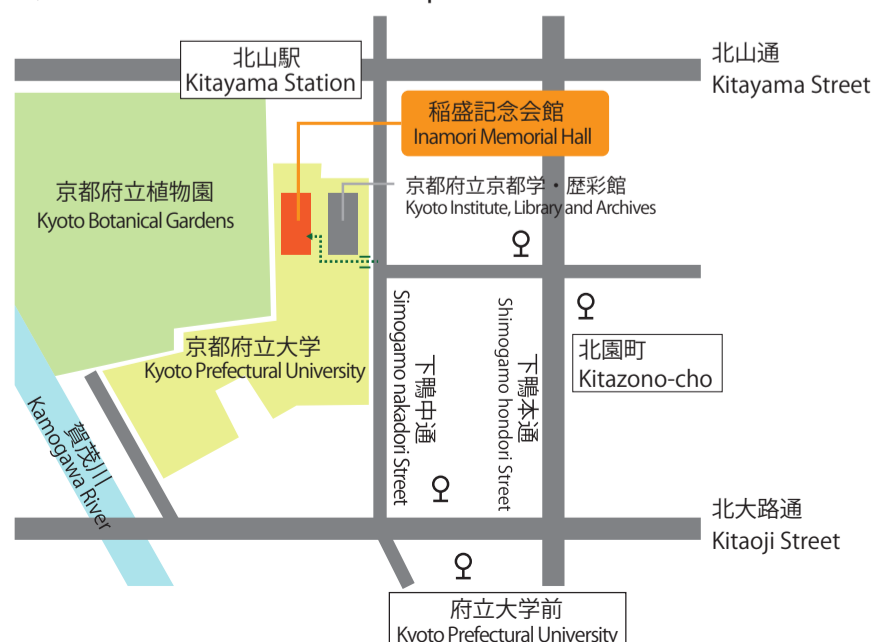 北山駅
Kitayama Station
北山通
Kitayama Street
稲盛記念会館
Inamori Memorial Hall
京都府立植物園
Kyoto Botanical Gardens
京都府立京都学・歴彩館
Kyoto Institute, Library and Archives
京都府立大学
Kyoto Prefectural University
Simogamo nakadori Street
下鴨中通
Shimogamo hondori Street
下鴨本通
北園町
Kitazono-cho
賀茂川
Kamogawa River
北大路通
Kitaoji Street
府立大学前
Kyoto Prefectural University